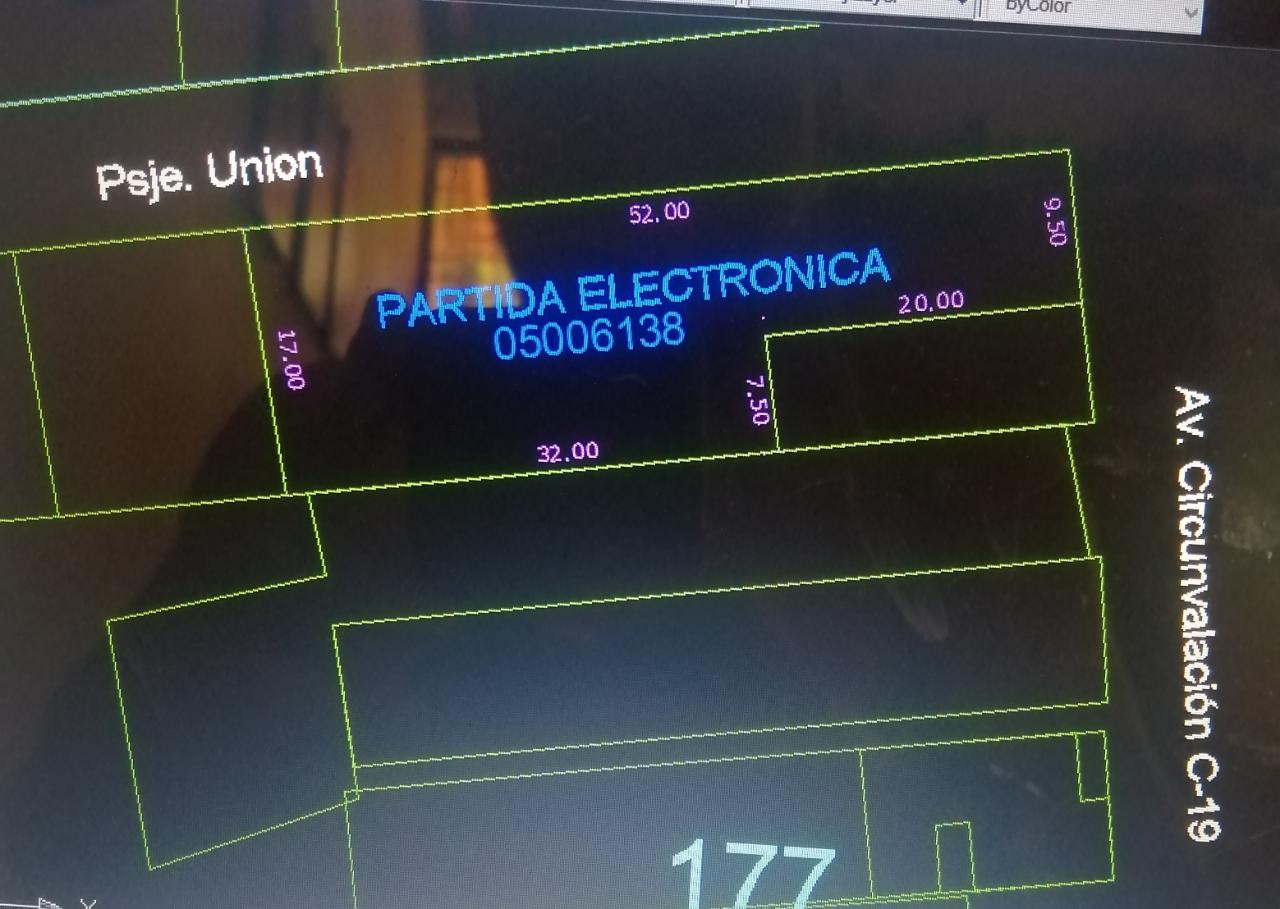 ByColor
Psje. Union
52.00
9.50
PARTIDA ELECTRONICA
05006138
20.00
17.00
7.50
32.00
Av. Circunvalación C-19
177
X